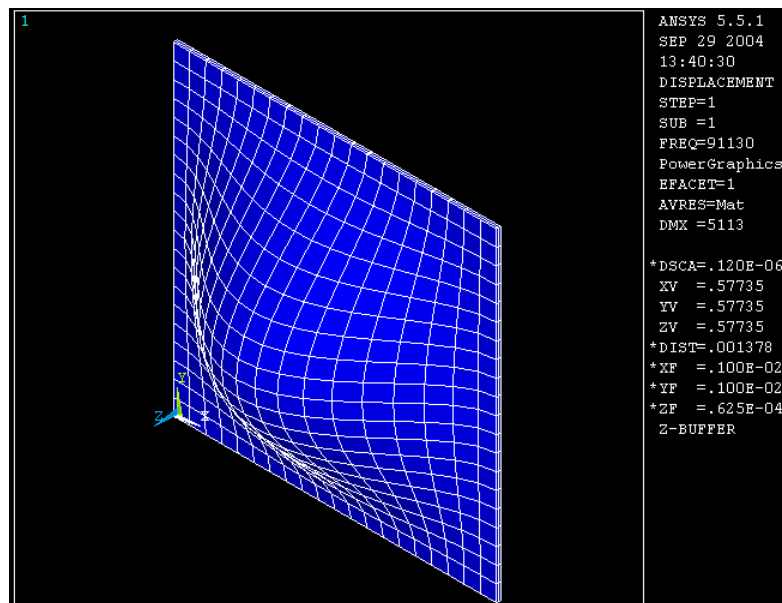 1
ANSYS 5.5.1
SEP 29 2004
13:40:30
DISPLACEMENT
STEP=1
SUB =1
FREQ=91130
PowerGraphics
EFACET=1
AVRES=Mat
DMX =5113
*DSCA=.120E-06
XV =.57735
YV =.57735
ZV =.57735
*DIST=.001378
*XF =.100E-02
*YF =.100E-02
*ZF =.625E-04
Z-BUFFER
Y
Z X